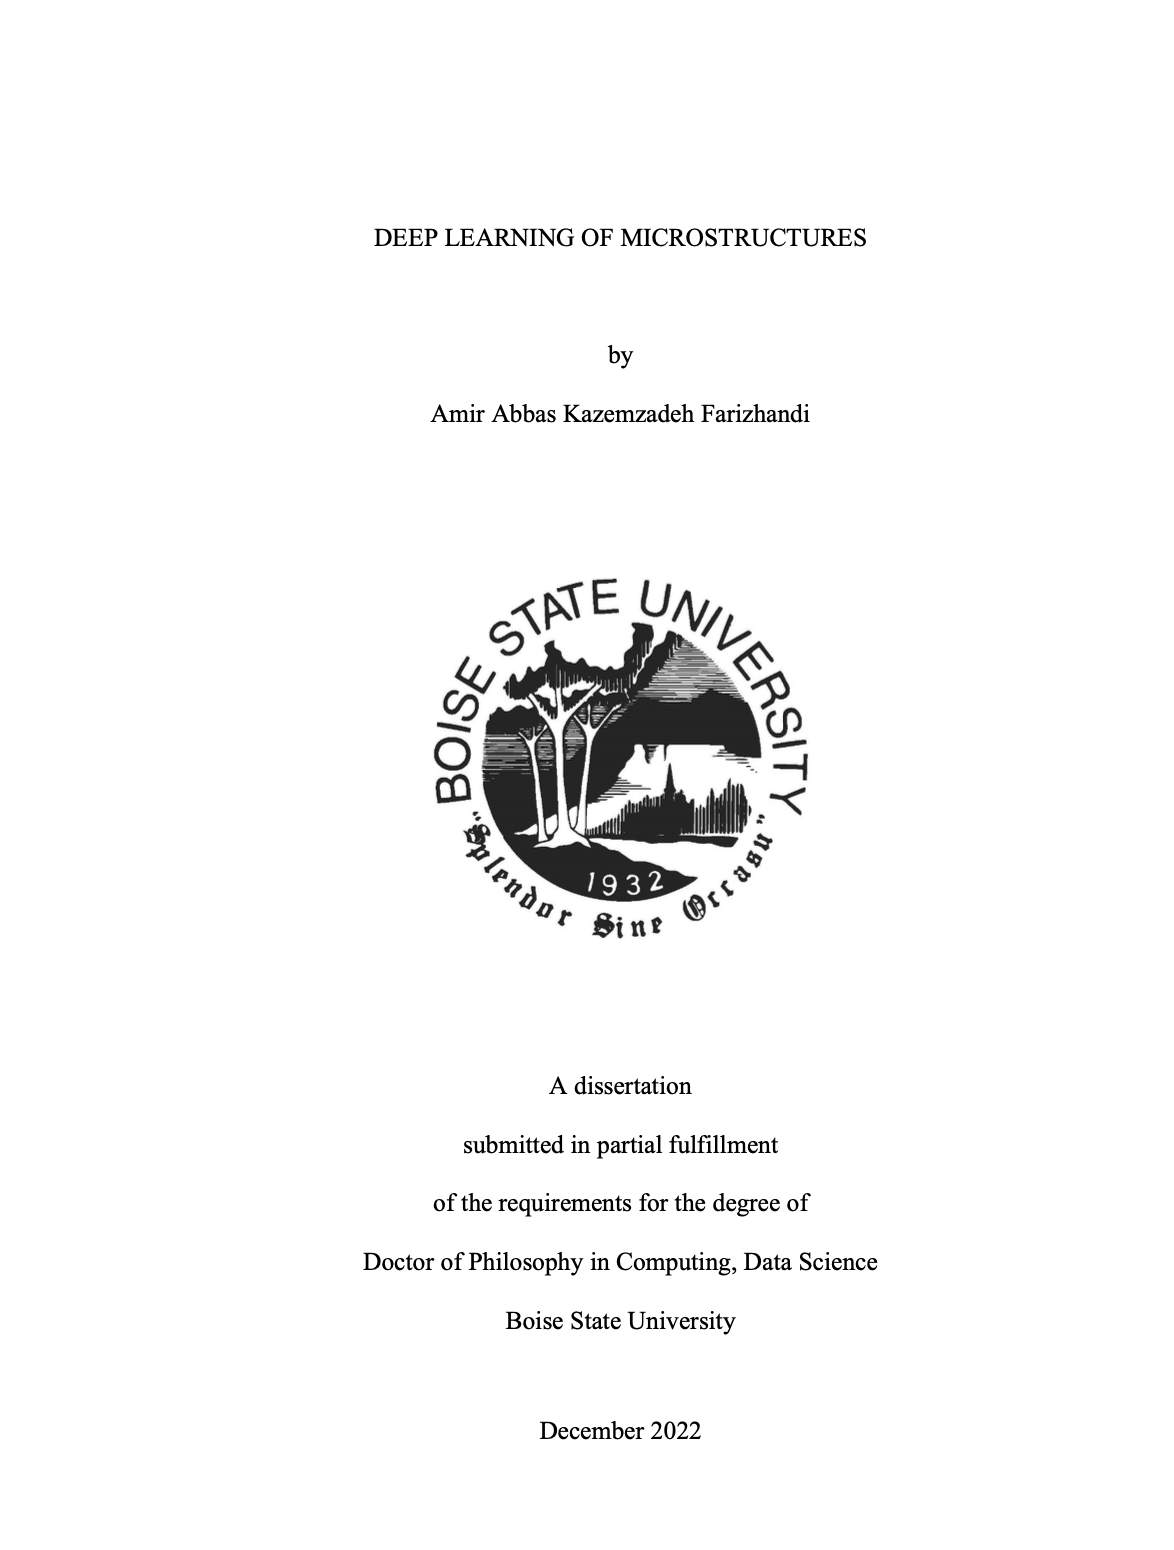 DEEP LEARNING OF MICROSTRUCTURES
by
Amir Abbas Kazemzadeh Farizhandi
BOISE STATE UNIVERSITY
1932
"Splendor Sine Occasu"
A dissertation
submitted in partial fulfillment
of the requirements for the degree of
Doctor of Philosophy in Computing, Data Science
Boise State University
December 2022